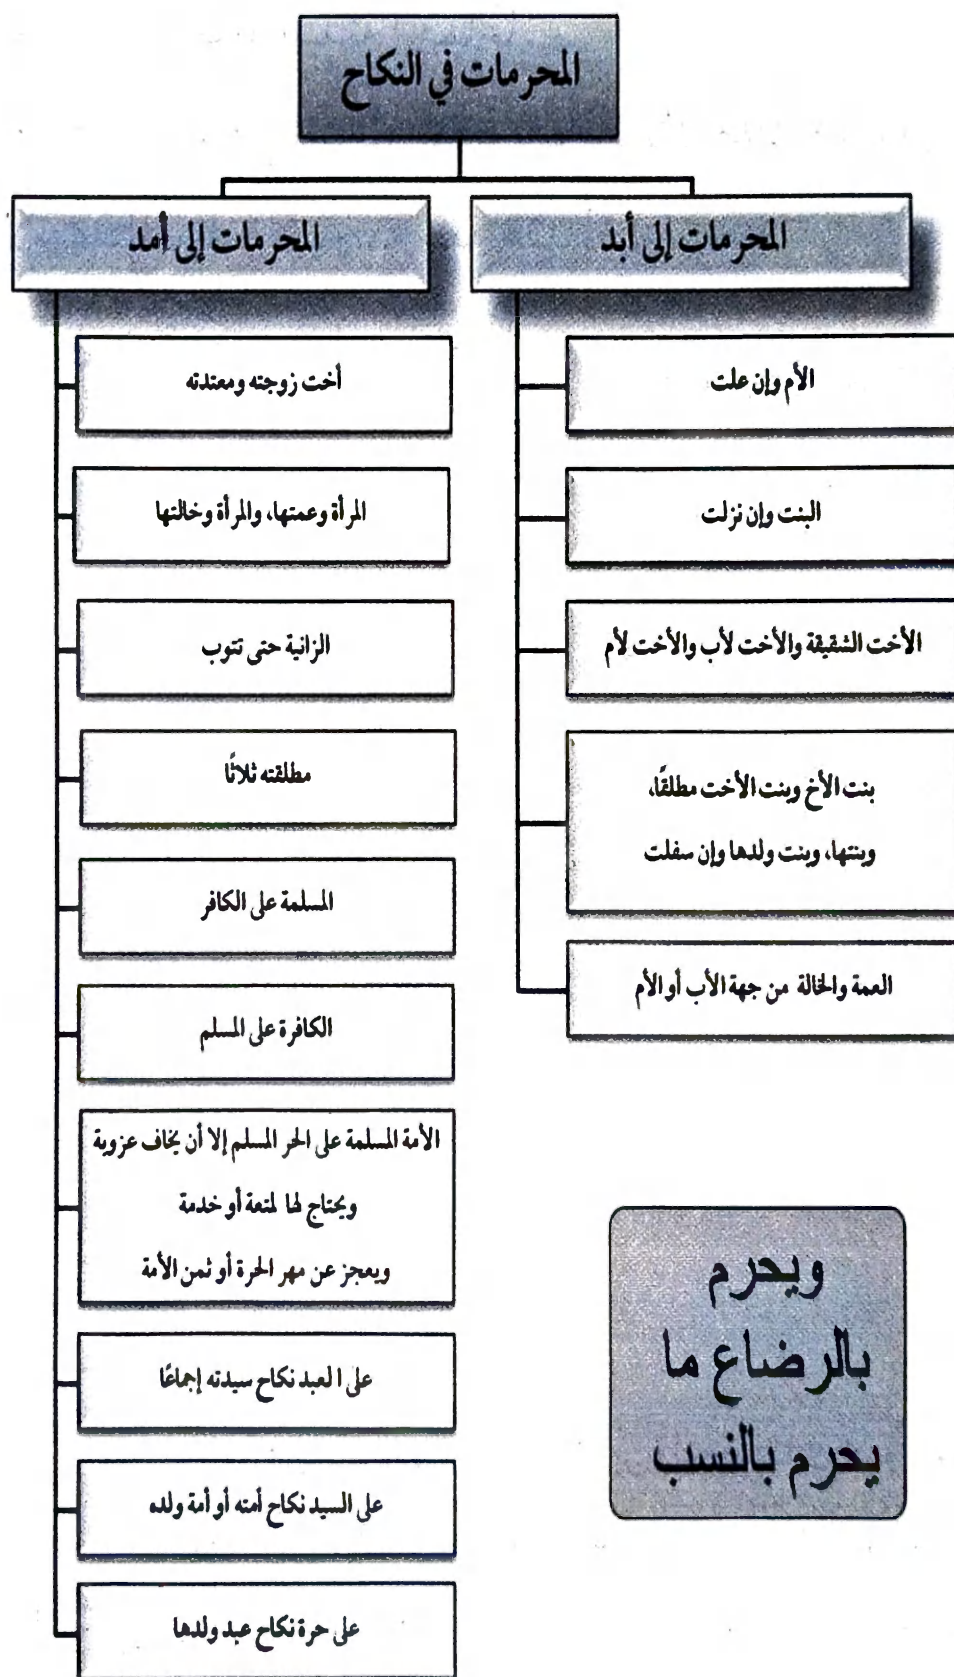 المحرمات في النكاح
المحرمات إلى أبد
الأم وإن علت
البنت وإن نزلت
الأخت الشقيقة والأخت لأب والأخت لأم
بنت الأخ وبنت الأخت مطلقًا،
وبنتها، وبنت ولدها وإن سفلت
العمة والخالة من جهة الأب أو الأم
المحرمات إلى أمد
أخت زوجته ومعتدته
المرأة وعمتها، والمرأة وخالتها
الزانية حتى تتوب
مطلقته ثلاثًا
المسلمة على الكافر
الكافرة على المسلم
الأمة المسلمة على الحر المسلم إلا أن يخاف عزوبة
ويحتاج لها لمتعة أو خدمة
ويعجز عن مهر الحرة أو ثمن الأمة
على العبد نكاح سيدته إجماعًا
على السيد نكاح أمته أو أمة ولده
على حرة نكاح عبد ولدها
ويحرم
بالرضاع ما
يحرم بالنسب